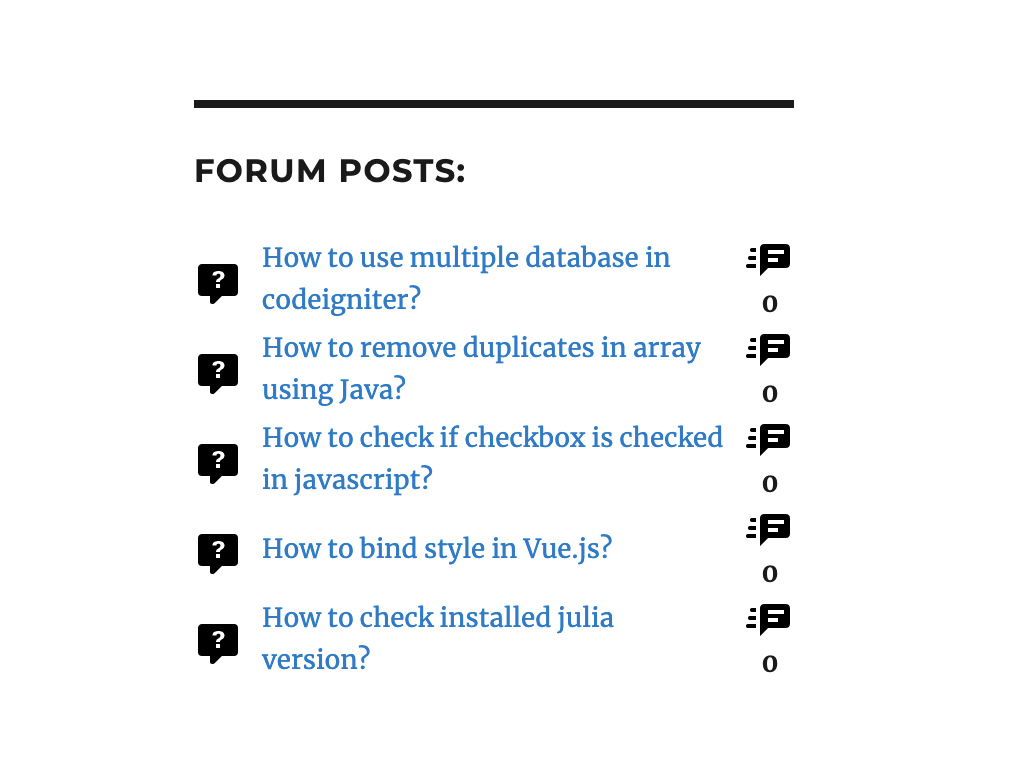 FORUM POSTS:
How to use multiple database in
codeigniter?
0
How to remove duplicates in array
using Java?
0
How to check if checkbox is checked
in javascript?
0
How to bind style in Vue.js?
0
How to check installed julia
version?
0